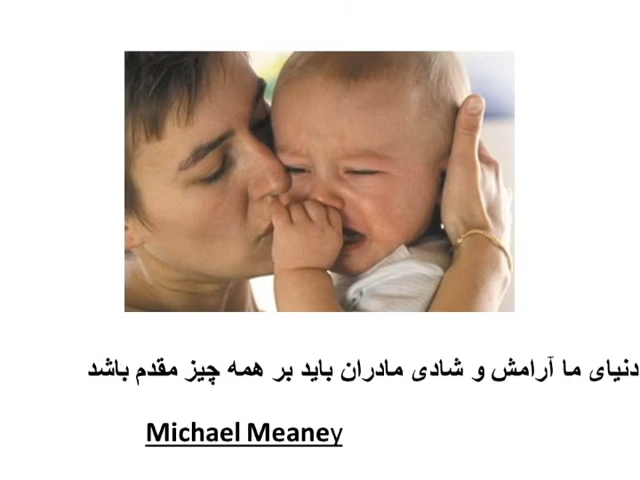 دنیای ما آرامش و شادی مادران باید بر همه چیز مقدم باشد
Michael Meaney